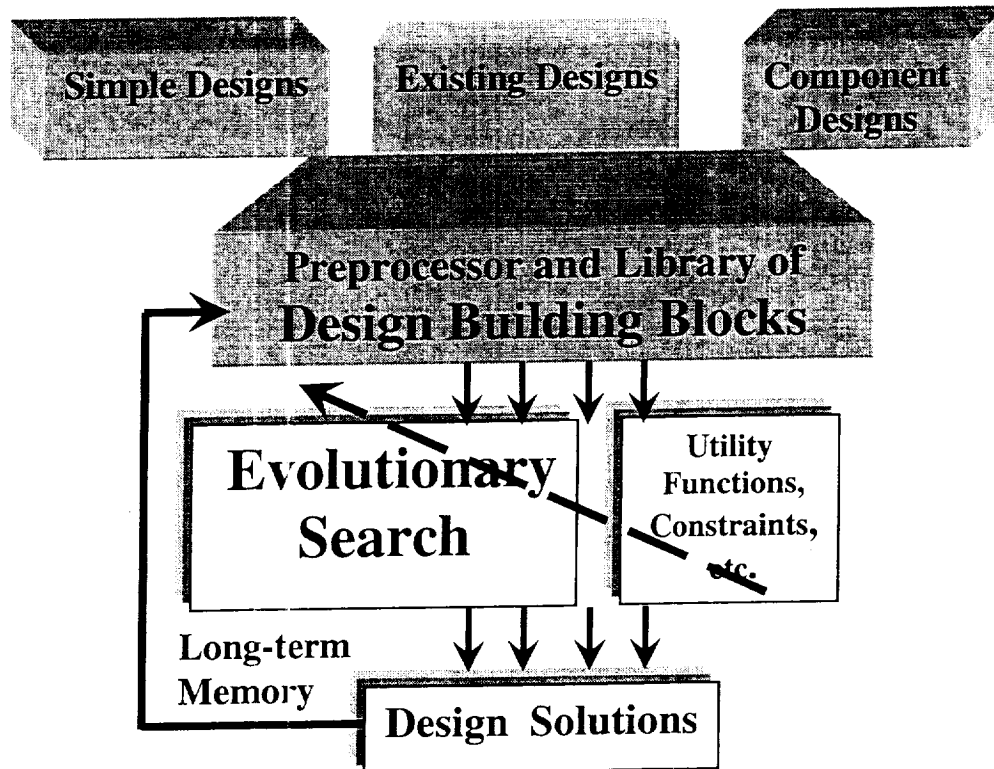 Simple Designs
Existing Designs
Component
Designs
Preprocessor and Library of
Design Building Blocks
Evolutionary
Search
Utility
Functions,
Constraints,
etc.
Long-term
Memory
Design Solutions